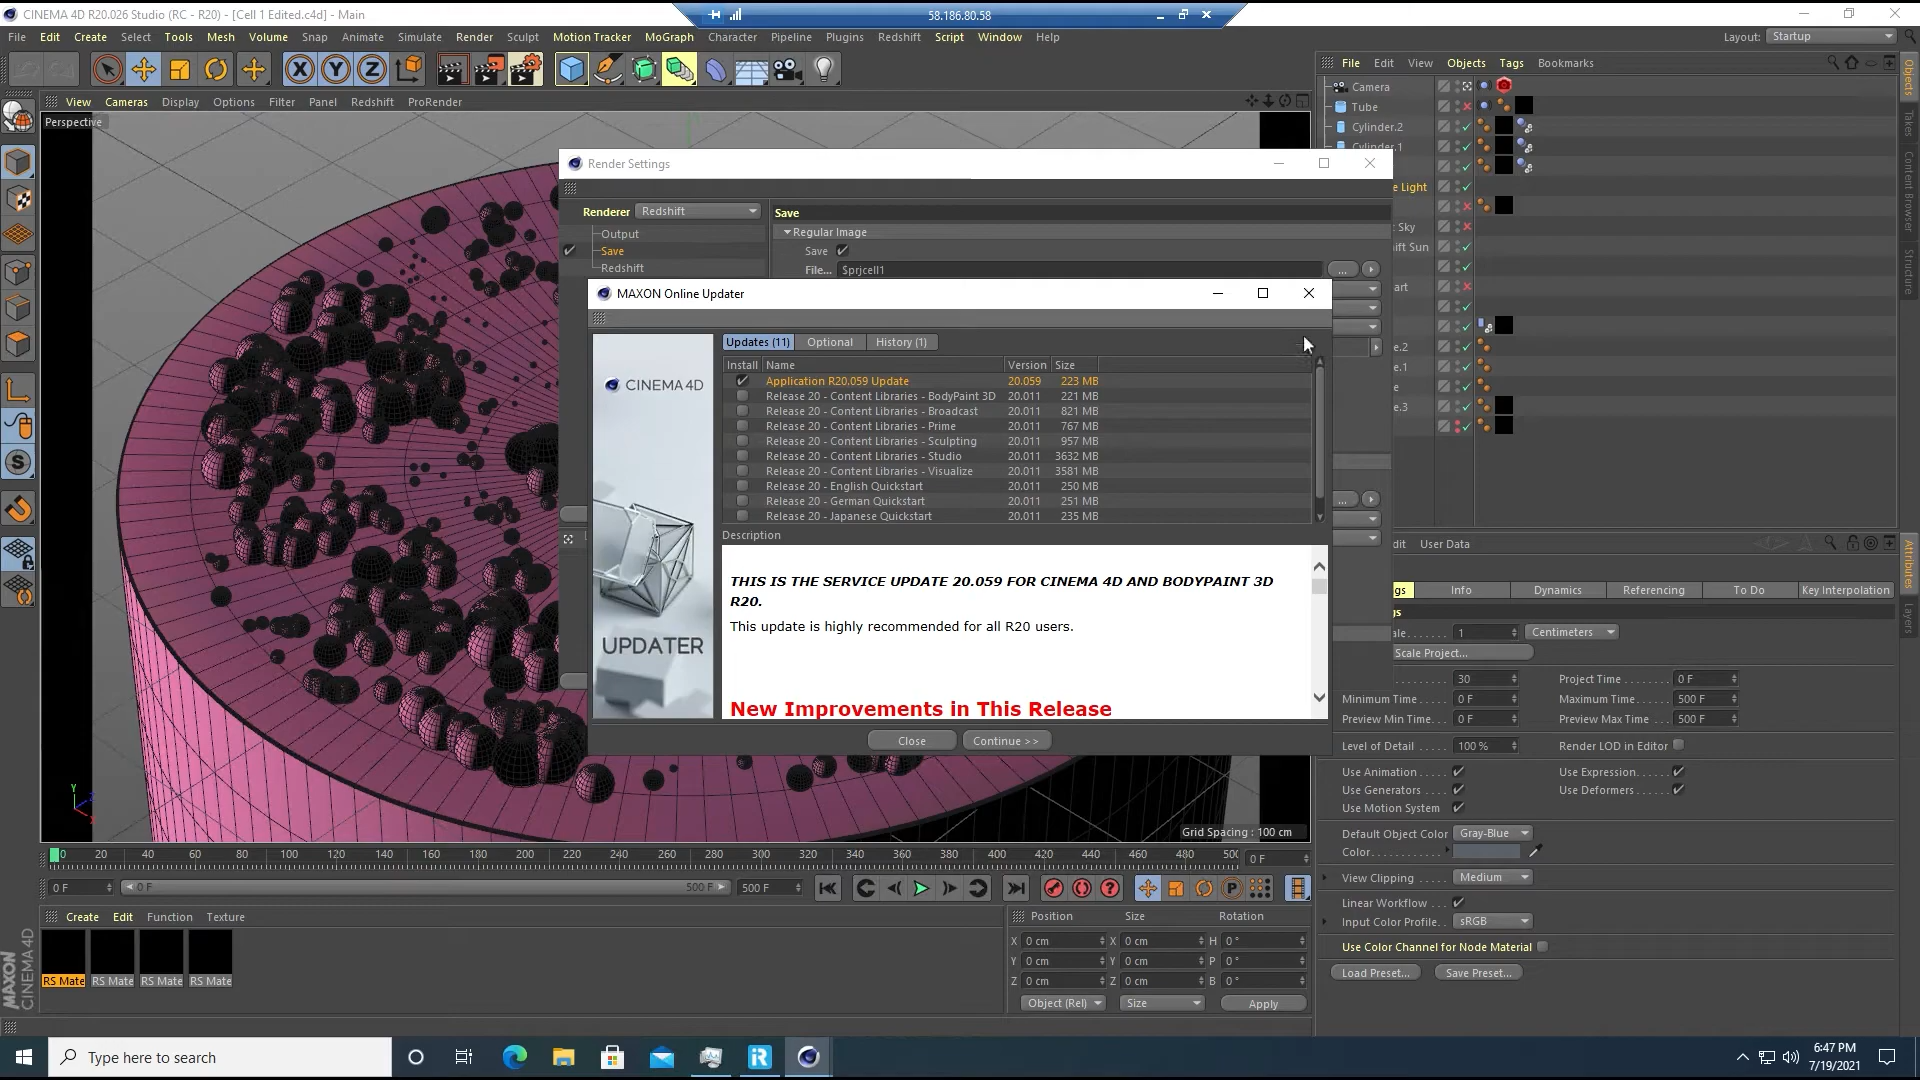 CINEMA 4D R20.026 Studio (RC - R20) - [Cell 1 Edited.c4d] - Main
58.186.80.58
File Edit Create Select Tools Mesh Volume Snap Animate Simulate Render Sculpt Motion Tracker MoGraph Character Pipeline Plugins Redshift Script Window Help
Layout: Startup
File Edit View Objects Tags Bookmarks
View Cameras Display Options Filter Panel Redshift ProRender
Perspective
Camera
Tube
Cylinder.2
Cylinder.1
e Light
t Sky
ift Sun
art
e.2
e.1
e
e.3
Objects
Takes
Content Browser
Structure
Render Settings
Renderer Redshift
Output
Save
Redshift
Save
Regular Image
Save
File... $prjcell1
...
MAXON Online Updater
CINEMA 4D
UPDATER
Updates (11) Optional History (1)
Install Name Version Size
Application R20.059 Update 20.059 223 MB
Release 20 - Content Libraries - BodyPaint 3D 20.011 221 MB
Release 20 - Content Libraries - Broadcast 20.011 821 MB
Release 20 - Content Libraries - Prime 20.011 767 MB
Release 20 - Content Libraries - Sculpting 20.011 957 MB
Release 20 - Content Libraries - Studio 20.011 3632 MB
Release 20 - Content Libraries - Visualize 20.011 3581 MB
Release 20 - English Quickstart 20.011 250 MB
Release 20 - German Quickstart 20.011 251 MB
Release 20 - Japanese Quickstart 20.011 235 MB
Description
THIS IS THE SERVICE UPDATE 20.059 FOR CINEMA 4D AND BODYPAINT 3D
R20.
This update is highly recommended for all R20 users.
New Improvements in This Release
Close Continue >>
...
dit User Data
Attributes
Layers
gs Info Dynamics Referencing To Do Key Interpolation
gs
ale...... 1 Centimeters
Scale Project...
30 Project Time ... 0 F
Minimum Time ... 0 F Maximum Time.... 500 F
Preview Min Time... 0 F Preview Max Time ... 500 F
Level of Detail ..... 100 % Render LOD in Editor
Use Animation ..... Use Expression......
Use Generators ..... Use Deformers ......
Use Motion System
Default Object Color Gray-Blue
Color............
View Clipping ..... Medium
Linear Workflow ...
Input Color Profile.. sRGB
Use Color Channel for Node Material
Load Preset... Save Preset...
Y
X
Grid Spacing : 100 cm
0 20 40 60 80 100 120 140 160 180 200 220 240 260 280 300 320 340 360 380 400 420 440 460 480 500 0 F
0 F 0 F 500 F 500 F
Create Edit Function Texture
RS Mate RS Mate RS Mate RS Mate
MAXON
CINEMA 4D
Position Size Rotation
X 0 cm X 0 cm H 0 °
Y 0 cm Y 0 cm P 0 °
Z 0 cm Z 0 cm B 0 °
Object (Rel) Size Apply
Type here to search
6:47 PM
7/19/2021